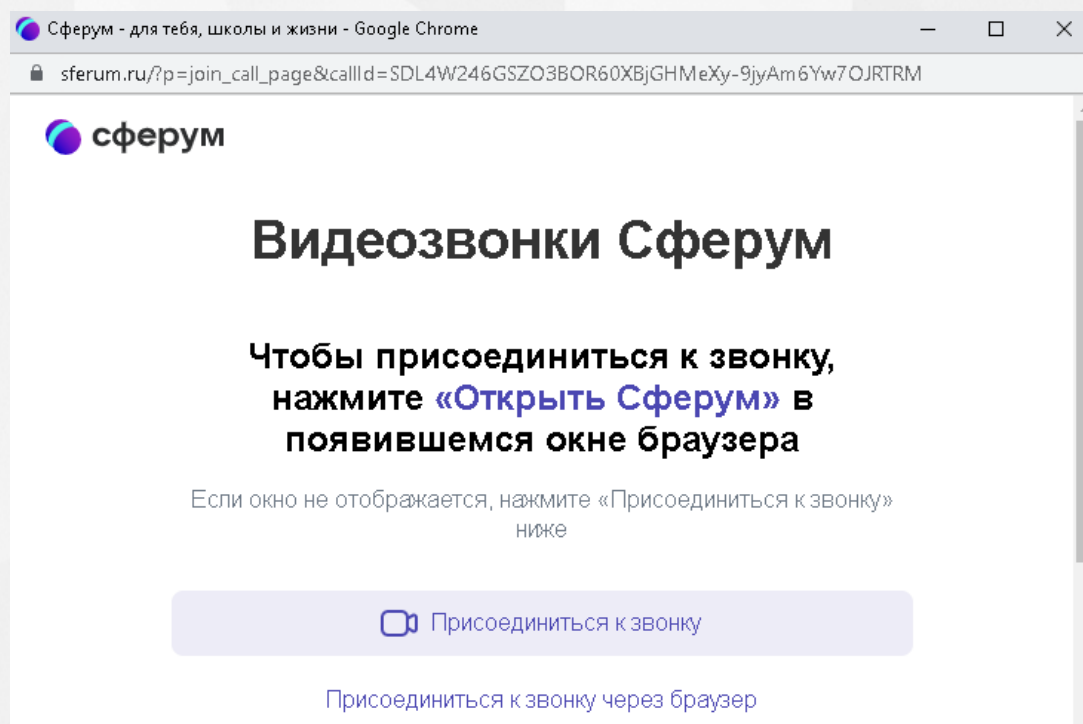 Сферум - для тебя, школы и жизни - Google Chrome
sferum.ru/?p=join_call_page&callId=SDL4W246GSZO3BOR60XBjGHMeXy-9jyAm6Yw7OJRTRM
сферум
Видеозвонки Сферум
Чтобы присоединиться к звонку,
нажмите «Открыть Сферум» в
появившемся окне браузера
Если окно не отображается, нажмите «Присоединиться к звонку»
ниже
Присоединиться к звонку
Присоединиться к звонку через браузер